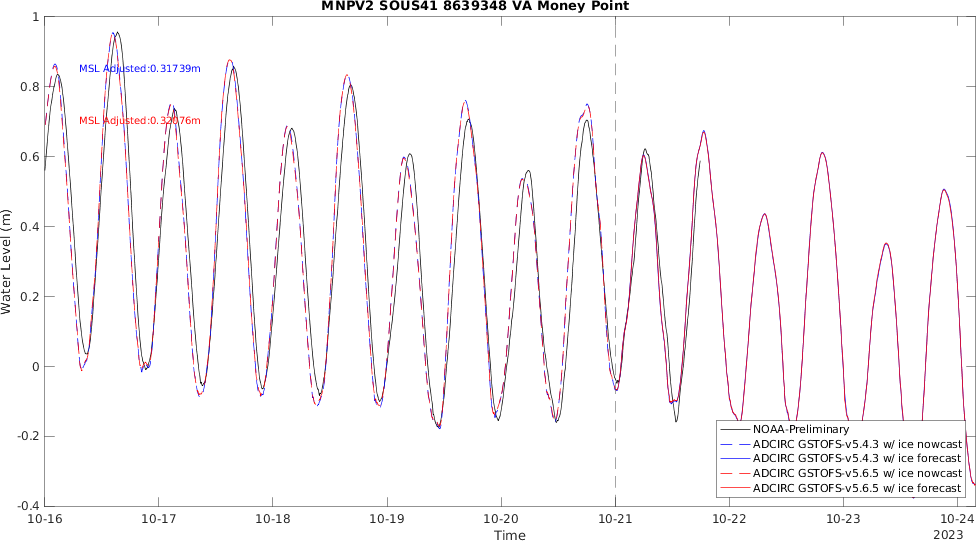 MNPV2 SOUS41 8639348 VA Money Point
1
0.8
0.6
0.4
0.2
0
-0.2
-0.4
Water Level (m)
MSL Adjusted:0.31739m
MSL Adjusted:0.32076m
NOAA-Preliminary
ADCIRC GSTOFS-v5.4.3 w/ ice nowcast
ADCIRC GSTOFS-v5.4.3 w/ ice forecast
ADCIRC GSTOFS-v5.6.5 w/ ice nowcast
ADCIRC GSTOFS-v5.6.5 w/ ice forecast
10-16 10-17 10-18 10-19 10-20 10-21 10-22 10-23 10-24
Time
2023